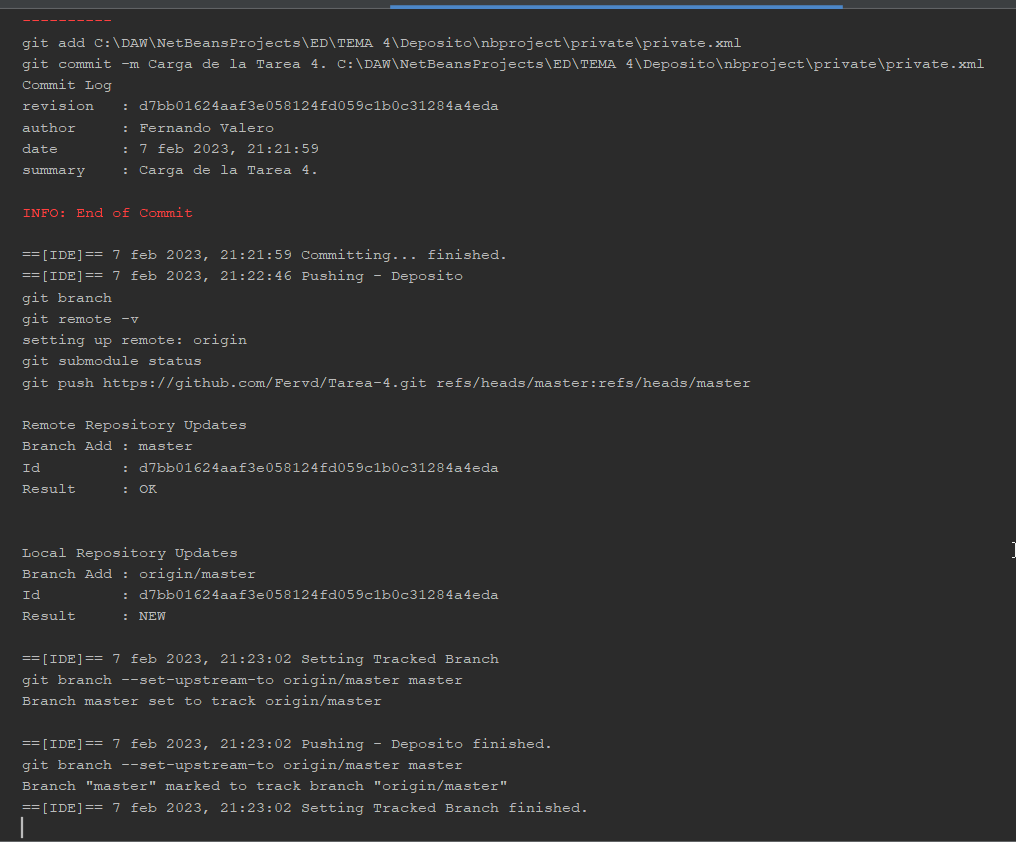 ----------
git add C:\DAW\NetBeansProjects\ED\TEMA 4\Deposito\nbproject\private\private.xml
git commit -m Carga de la Tarea 4. C:\DAW\NetBeansProjects\ED\TEMA 4\Deposito\nbproject\private\private.xml
Commit Log
revision   : d7bb01624aaf3e058124fd059c1b0c31284a4eda
author     : Fernando Valero
date       : 7 feb 2023, 21:21:59
summary    : Carga de la Tarea 4.
INFO: End of Commit
==[IDE]== 7 feb 2023, 21:21:59 Committing... finished.
==[IDE]== 7 feb 2023, 21:22:46 Pushing - Deposito
git branch
git remote -v
setting up remote: origin
git submodule status
git push https://github.com/Fervd/Tarea-4.git refs/heads/master:refs/heads/master
Remote Repository Updates
Branch Add : master
Id         : d7bb01624aaf3e058124fd059c1b0c31284a4eda
Result     : OK
Local Repository Updates
Branch Add : origin/master
Id         : d7bb01624aaf3e058124fd059c1b0c31284a4eda
Result     : NEW
==[IDE]== 7 feb 2023, 21:23:02 Setting Tracked Branch
git branch --set-upstream-to origin/master master
Branch master set to track origin/master
==[IDE]== 7 feb 2023, 21:23:02 Pushing - Deposito finished.
git branch --set-upstream-to origin/master master
Branch "master" marked to track branch "origin/master"
==[IDE]== 7 feb 2023, 21:23:02 Setting Tracked Branch finished.